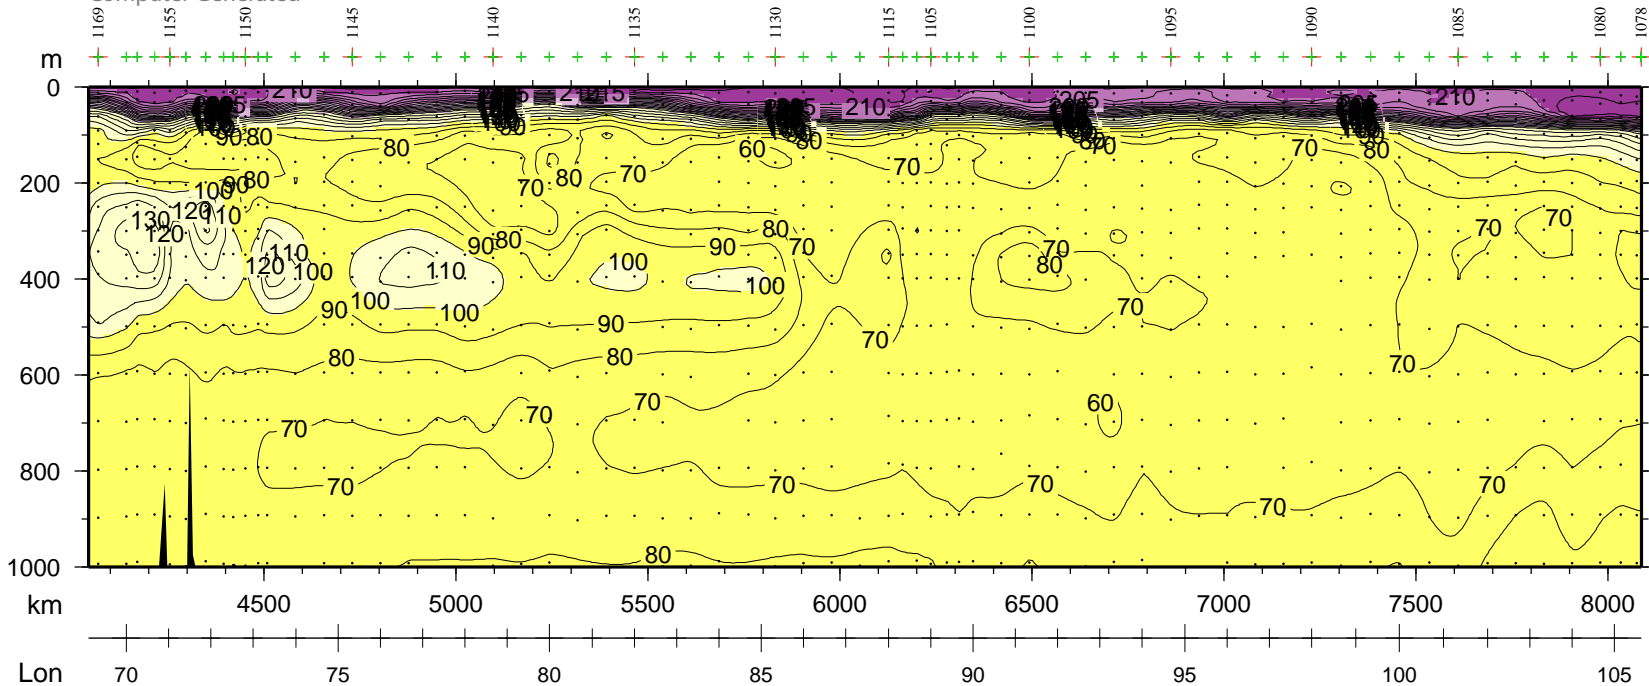 Computer Generated
1169 1155 1150 1145 1140 1135 1130 1115 1105 1100 1095 1090 1085 1080 1078
m
0
210 210 215 210 205 210
90 80 80 60 80 70 70 70 80
90 80 70 80 70
100
130 120 110 80 70 70
120 90 80 90 70 70
110 100 70
120 100 110 100 80
200
400
90 100 100 90 70 70
80 80 70
600
70 70 70 60
800
70 70 70 70 70
80
1000
km 4500 5000 5500 6000 6500 7000 7500 8000
Lon 70 75 80 85 90 95 100 105